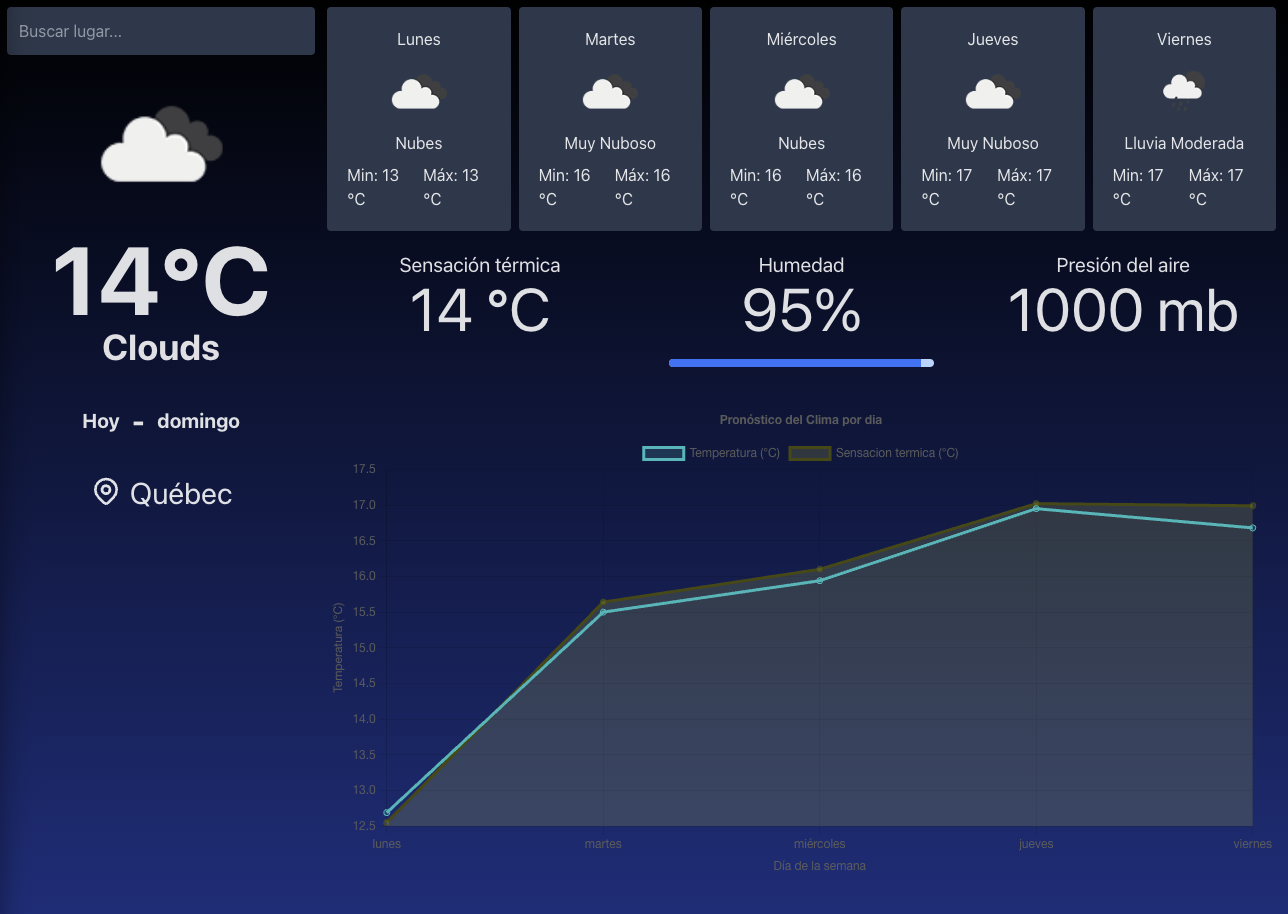 Buscar lugar...
14°C
Clouds
Hoy - domingo
Québec
Lunes
Nubes
Min: 13 °C
Máx: 13 °C
Martes
Muy Nuboso
Min: 16 °C
Máx: 16 °C
Miércoles
Nubes
Min: 16 °C
Máx: 16 °C
Jueves
Muy Nuboso
Min: 17 °C
Máx: 17 °C
Viernes
Lluvia Moderada
Min: 17 °C
Máx: 17 °C
Sensación térmica
14 °C
Humedad
95%
Presión del aire
1000 mb
Pronóstico del Clima por día
Temperatura (°C)
Sensacion termica (°C)
Temperatura (°C)
17.5
17.0
16.5
16.0
15.5
15.0
14.5
14.0
13.5
13.0
12.5
lunes
martes
miércoles
jueves
viernes
Día de la semana